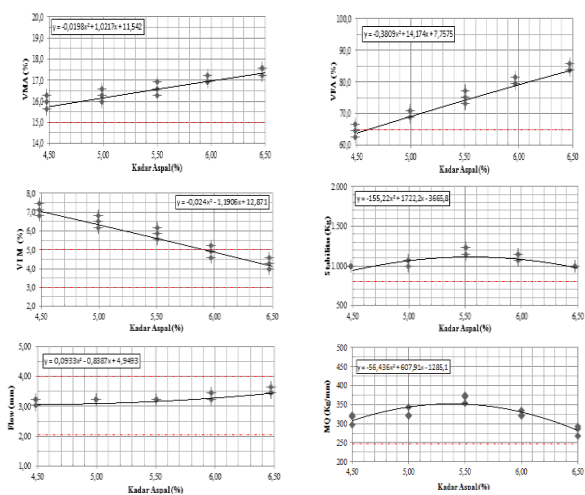 y = -0,0198x² + 1,0217x + 11,542
VMA (%)
19,0
18,0
17,0
16,0
15,0
4,50 5,00 5,50 6,00 6,50
Kadar Aspal (%)
y = -0,3809x² + 14,174x + 7,7575
VFA (%)
100,0
90,0
80,0
70,0
60,0
4,50 5,00 5,50 6,00 6,50
Kadar Aspal (%)
y = -0,024x² - 1,1906x + 12,871
VIM (%)
8,0
7,0
6,0
5,0
4,0
3,0
2,0
4,50 5,00 5,50 6,00 6,50
Kadar Aspal (%)
y = -155,22x² + 1722,2x - 3665,8
Stabilitas (Kg)
2.000
1.500
1.000
500
4,50 5,00 5,50 6,00 6,50
Kadar Aspal (%)
y = 0,0933x² - 0,8387x + 4,9493
Flow (mm)
5,00
4,00
3,00
2,00
1,00
4,50 5,00 5,50 6,00 6,50
Kadar Aspal (%)
y = -56,436x² + 607,91x - 1285,1
MQ (Kg/mm)
450
400
350
300
250
200
4,50 5,00 5,50 6,00 6,50
Kadar Aspal (%)